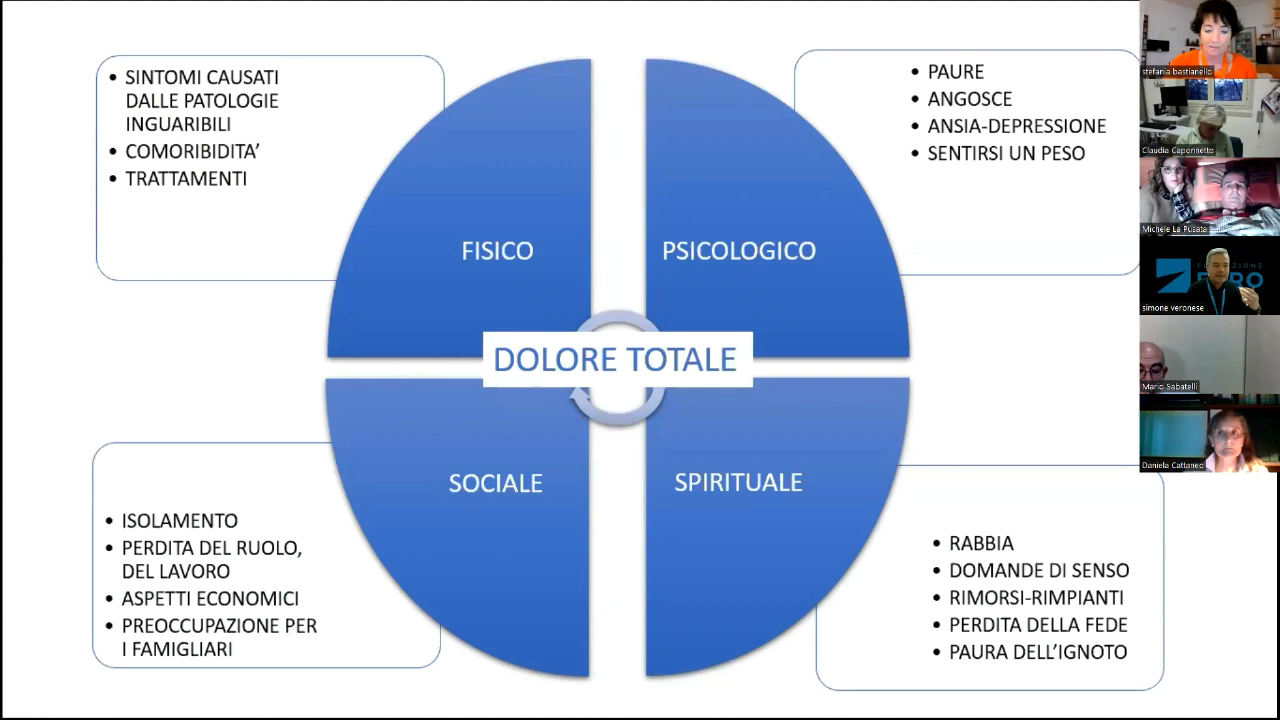 SINTOMI CAUSATI
DALLE PATOLOGIE
INGUARIBILI
COMORIBIDITA’
TRATTAMENTI
FISICO
PAURE
ANGOSCE
ANSIA-DEPRESSIONE
SENTIRSI UN PESO
PSICOLOGICO
DOLORE TOTALE
SOCIALE
ISOLAMENTO
PERDITA DEL RUOLO,
DEL LAVORO
ASPETTI ECONOMICI
PREOCCUPAZIONE PER
I FAMIGLIARI
SPIRITUALE
RABBIA
DOMANDE DI SENSO
RIMORSI-RIMPIANTI
PERDITA DELLA FEDE
PAURA DELL’IGNOTO
stefania bastianello
Claudia Caponnetto
Michele La Pusata
simone veronese
Mario Sabatelli
Daniela Cattaneo